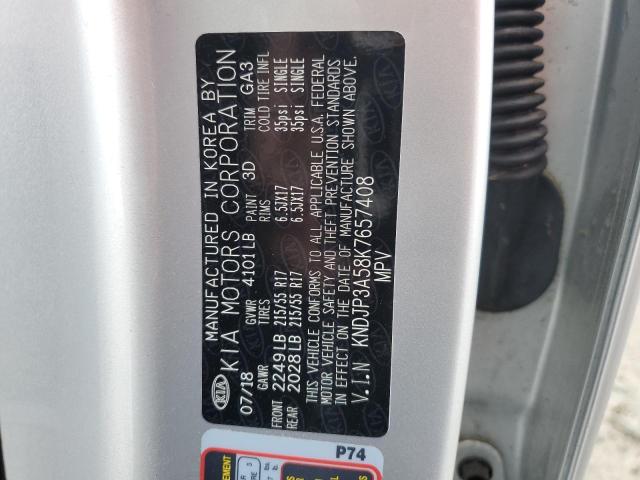 MANUFACTURED IN KOREA BY
KIA KIA MOTORS CORPORATION
07/18 GVWR 4101LB PAINT 3D TRIM GA3
GAWR TIRES RIMS COLD TIRE INFL
FRONT 2249LB 215/55 R17 6.5JX17 35psi SINGLE
REAR 2028LB 215/55 R17 6.5JX17 35psi SINGLE
THIS VEHICLE CONFORMS TO ALL APPLICABLE U.S.A. FEDERAL
MOTOR VEHICLE SAFETY AND THEFT PREVENTION STANDARDS
IN EFFECT ON THE DATE OF MANUFACTURE SHOWN ABOVE.
V.I.N KNDJP3A58K7657408
MPV
P74